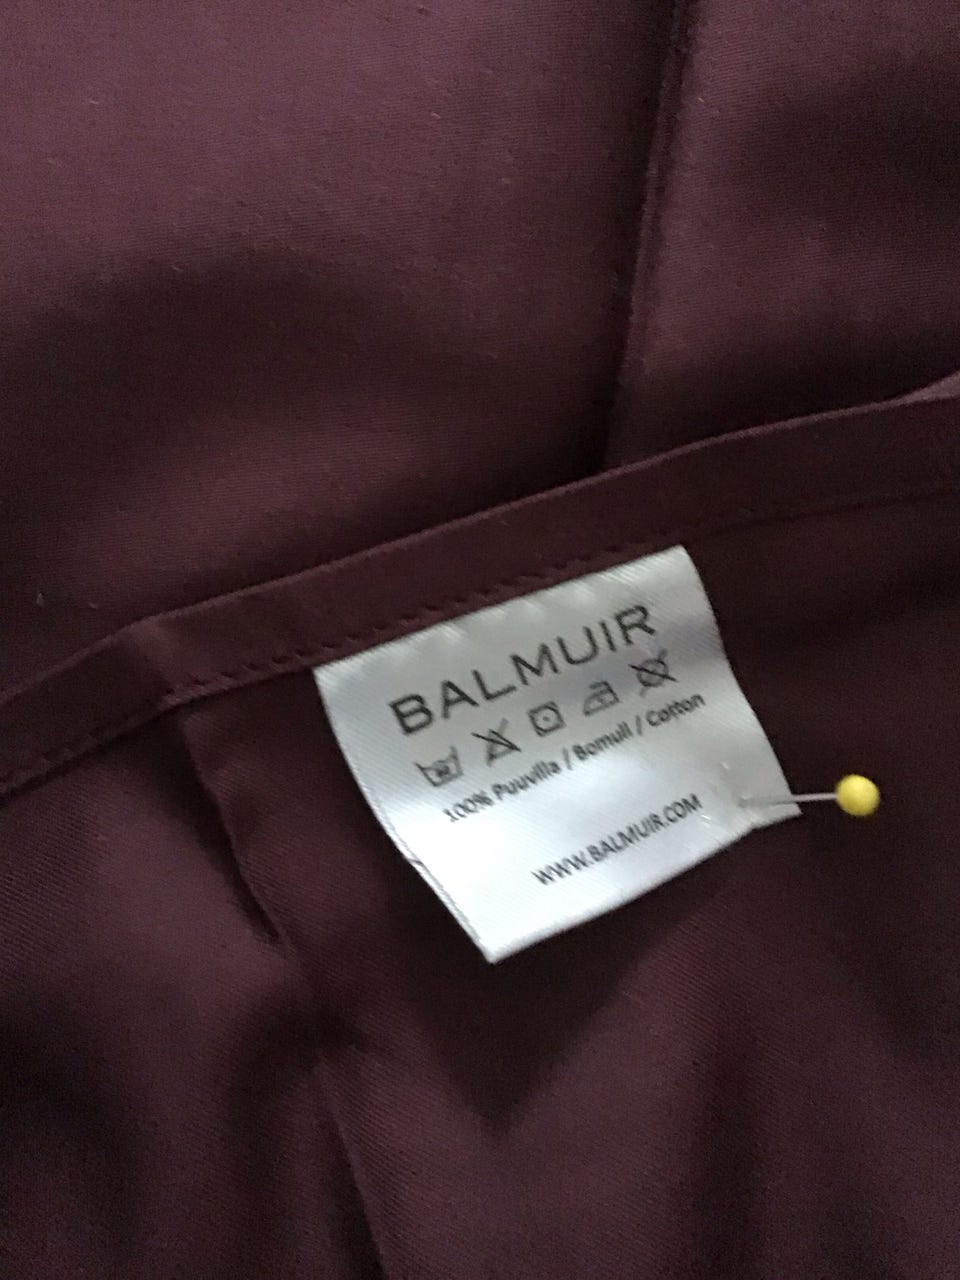 BALMUIR
100% Puuvilla / Bomull / Cotton
WWW.BALMUIR.COM